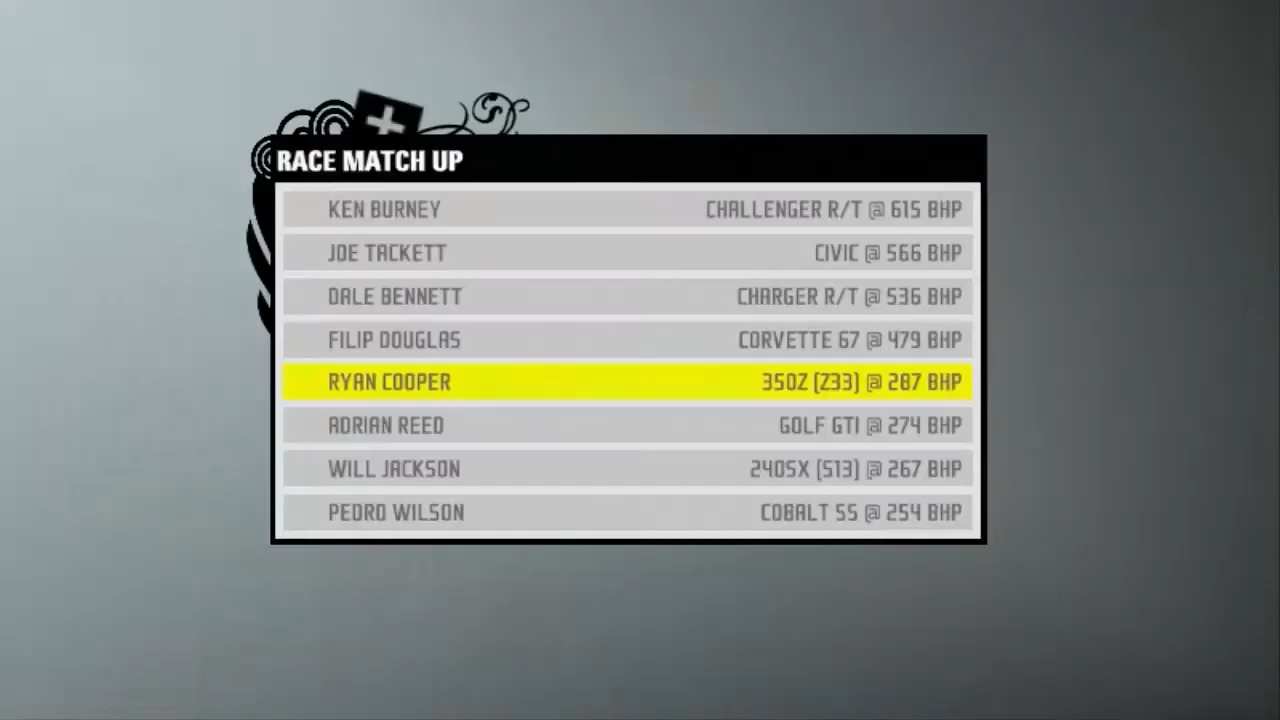 RACE MATCH UP
KEN BURNEY CHALLENGER R/T @ 615 BHP
JOE TACKETT CIVIC @ 566 BHP
DALE BENNETT CHARGER R/T @ 536 BHP
FILIP DOUGLAS CORVETTE 67 @ 479 BHP
RYAN COOPER 350Z (Z33) @ 287 BHP
ADRIAN REED GOLF GTI @ 274 BHP
WILL JACKSON 240SX (S13) @ 267 BHP
PEDRO WILSON COBALT SS @ 254 BHP